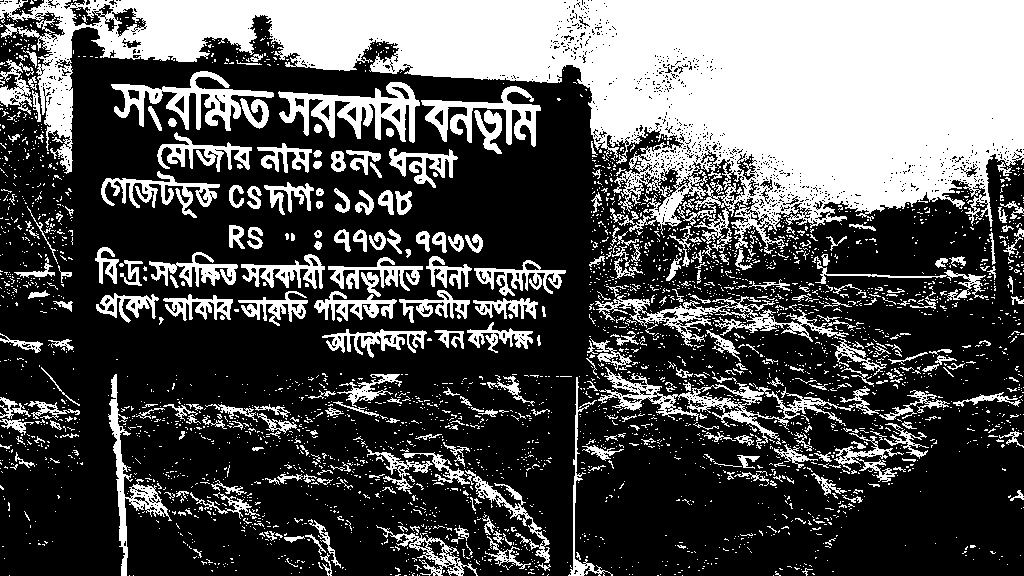 সংরক্ষিত সরকারী বনভূমি
মৌজার নাম: ৪নং ধনুয়া
গেজেটভূক্ত CS দাগ: ১৯৭৮
RS " : ৭৭৩২, ৭৭৩৩
বি:দ্র: সংরক্ষিত সরকারী বনভূমিতে বিনা অনুমতিতে
প্রবেশ, আকার-আকৃতি পরিবর্তন দন্ডনীয় অপরাধ।
আদেশক্রমে- বন কর্তৃপক্ষ।